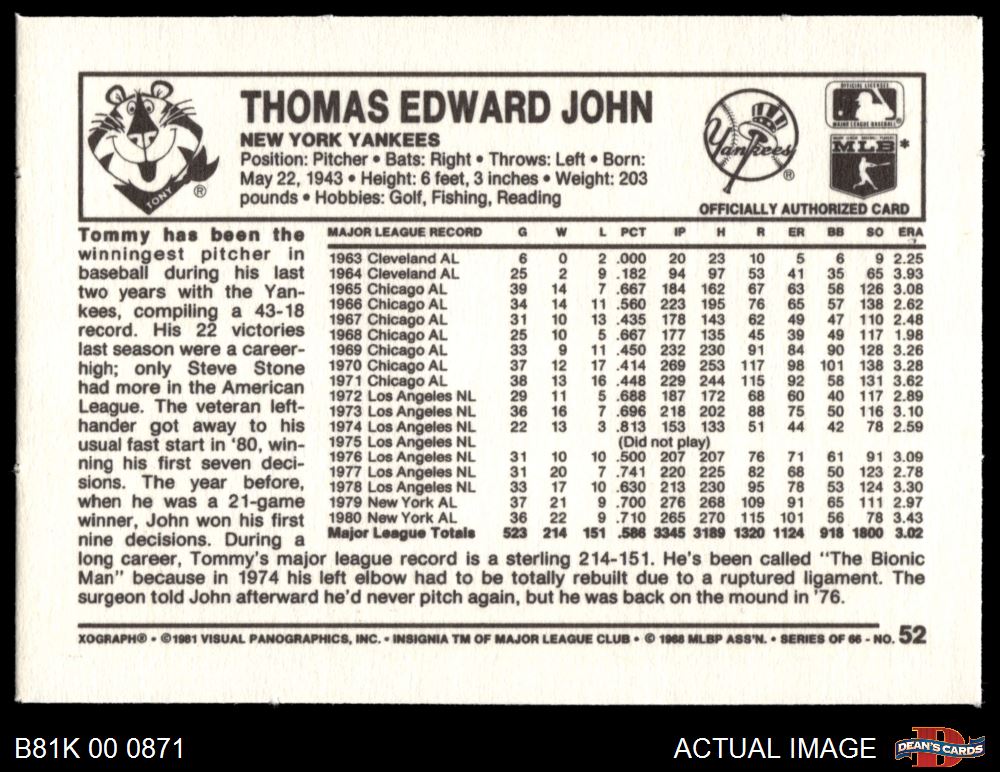 TONY
®
THOMAS EDWARD JOHN
NEW YORK YANKEES
Position: Pitcher • Bats: Right • Throws: Left • Born:
May 22, 1943 • Height: 6 feet, 3 inches • Weight: 203
pounds • Hobbies: Golf, Fishing, Reading
Yankees
®
OFFICIAL LICENSEE
MAJOR LEAGUE BASEBALL
MAJOR LEAGUE BASEBALL PLAYERS
MLB *
OFFICIALLY AUTHORIZED CARD
Tommy has been the
winningest pitcher in
baseball during his last
two years with the Yan-
kees, compiling a 43-18
record. His 22 victories
last season were a career-
high; only Steve Stone
had more in the American
League. The veteran left-
hander got away to his
usual fast start in '80, win-
ning his first seven deci-
sions. The year before,
when he was a 21-game
winner, John won his first
nine decisions. During a
long career, Tommy's major league record is a sterling 214-151. He's been called "The Bionic
Man" because in 1974 his left elbow had to be totally rebuilt due to a ruptured ligament. The
surgeon told John afterward he'd never pitch again, but he was back on the mound in '76.
MAJOR LEAGUE RECORD G W L PCT IP H R ER BB SO ERA
1963 Cleveland AL 6 0 2 .000 20 23 10 5 6 9 2.25
1964 Cleveland AL 25 2 9 .182 94 97 53 41 35 65 3.93
1965 Chicago AL 39 14 7 .667 184 162 67 63 58 126 3.08
1966 Chicago AL 34 14 11 .560 223 195 76 65 57 138 2.62
1967 Chicago AL 31 10 13 .435 178 143 62 49 47 110 2.48
1968 Chicago AL 25 10 5 .667 177 135 45 39 49 117 1.98
1969 Chicago AL 33 9 11 .450 232 230 91 84 90 128 3.26
1970 Chicago AL 37 12 17 .414 269 253 117 98 101 138 3.28
1971 Chicago AL 38 13 16 .448 229 244 115 92 58 131 3.62
1972 Los Angeles NL 29 11 5 .688 187 172 68 60 40 117 2.89
1973 Los Angeles NL 36 16 7 .696 218 202 88 75 50 116 3.10
1974 Los Angeles NL 22 13 3 .813 153 133 51 44 42 78 2.59
1975 Los Angeles NL (Did not play)
1976 Los Angeles NL 31 10 10 .500 207 207 76 71 61 91 3.09
1977 Los Angeles NL 31 20 7 .741 220 225 82 68 50 123 2.78
1978 Los Angeles NL 33 17 10 .630 213 230 95 78 53 124 3.30
1979 New York AL 37 21 9 .700 276 268 109 91 65 111 2.97
1980 New York AL 36 22 9 .710 265 270 115 101 56 78 3.43
Major League Totals 523 214 151 .586 3345 3189 1320 1124 918 1800 3.02
XOGRAPH® • ©1981 VISUAL PANOGRAPHICS, INC. • INSIGNIA TM OF MAJOR LEAGUE CLUB • © 1968 MLBP ASS'N. • SERIES OF 66 - NO. 52
B81K 00 0871
ACTUAL IMAGE
DEAN'S CARDS